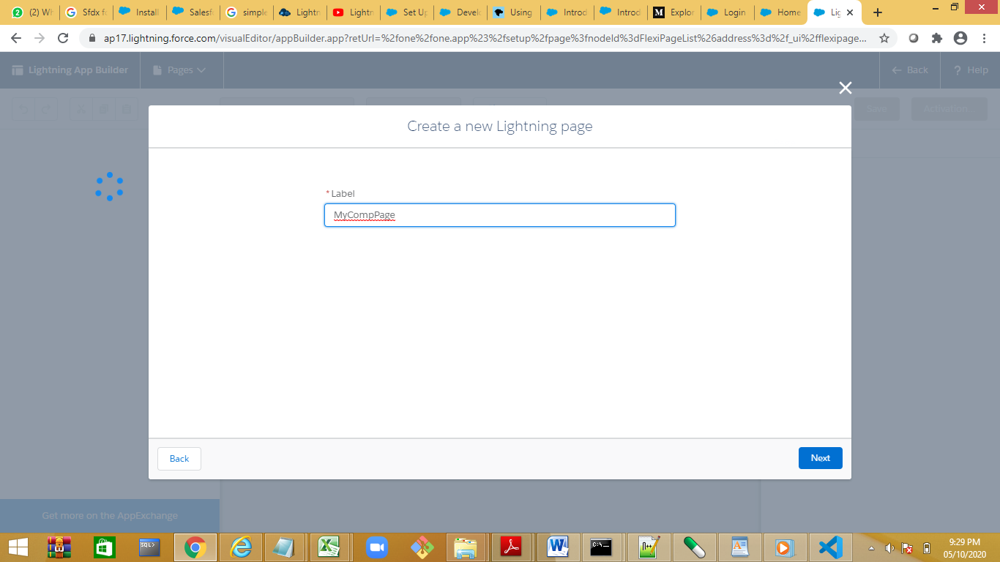 (2) Wh
Sfdx fo
Install
Salesf
simple
Lightn
Lightn
Set Up
Develo
Using
Introd
Introd
Explor
Login
Home
Lig
ap17.lightning.force.com/visualEditor/appBuilder.app?retUrl=%2fone%2fone.app%23%2fsetup%2fpage%3fnodeId%3dFlexiPageList%26address%3d%2f_ui%2fflexipage...
Lightning App Builder
Pages
Back
? Help
Save
Activation...
Create a new Lightning page
* Label
MyCompPage
Back
Next
Get more on the AppExchange
SQL>
C:\_
9:29 PM
05/10/2020